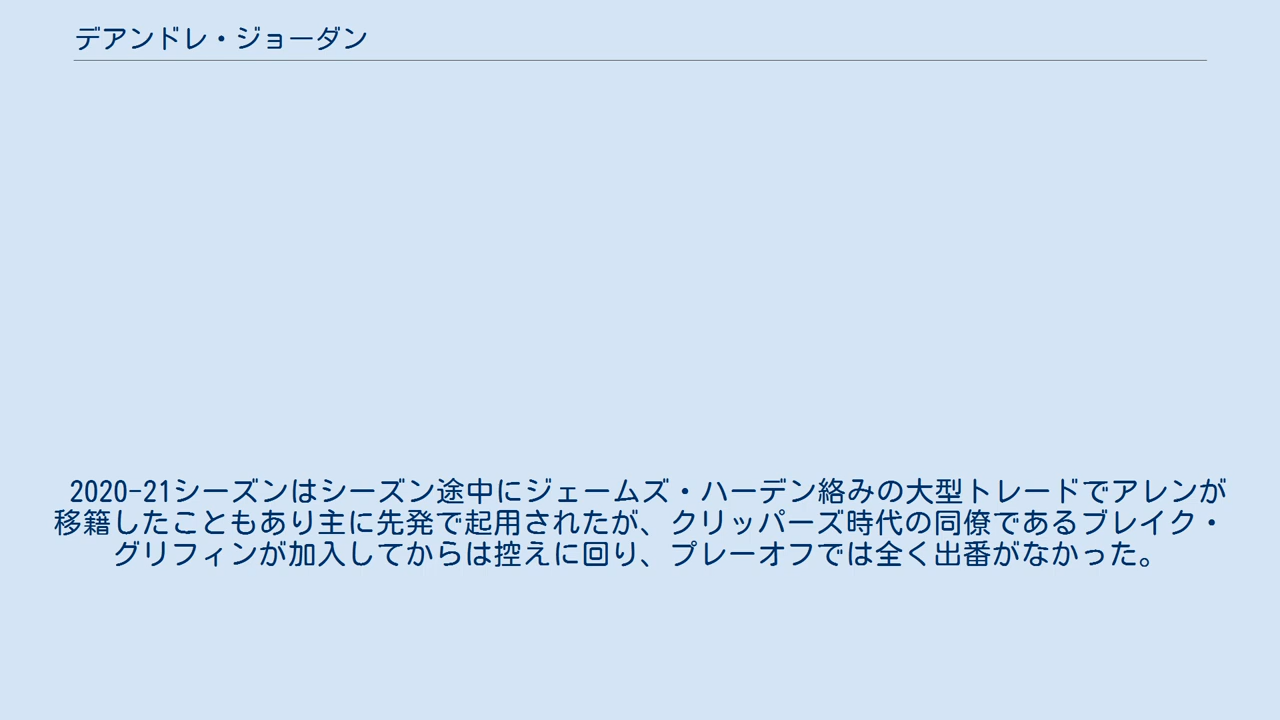 デアンドレ・ジョーダン
2020-21シーズンはシーズン途中にジェームズ・ハーデン絡みの大型トレードでアレンが
移籍したこともあり主に先発で起用されたが、クリッパーズ時代の同僚であるブレイク・
グリフィンが加入してからは控えに回り、プレーオフでは全く出番がなかった。